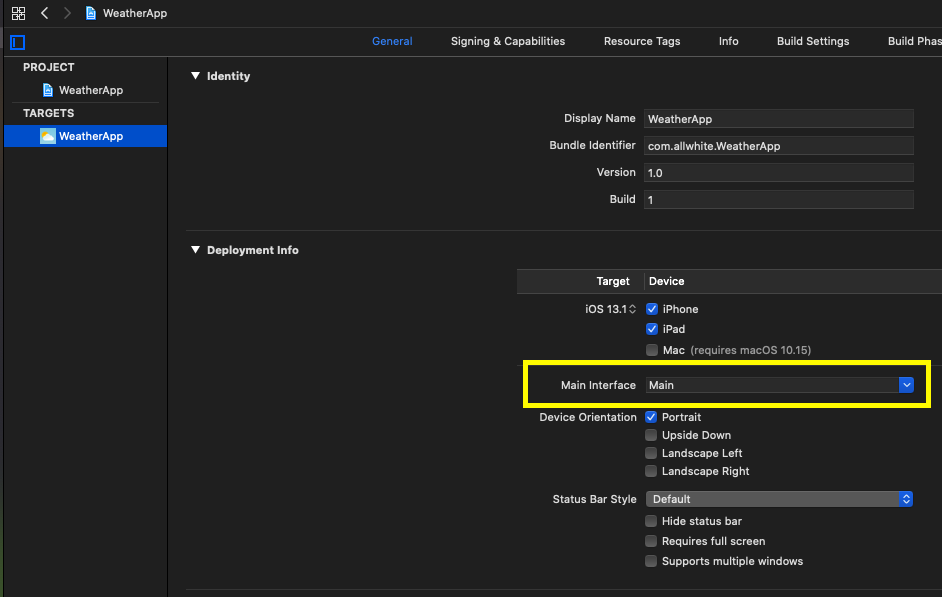 WeatherApp
General Signing & Capabilities Resource Tags Info Build Settings Build Phas
PROJECT
WeatherApp
TARGETS
WeatherApp
Identity
Display Name WeatherApp
Bundle Identifier com.allwhite.WeatherApp
Version 1.0
Build 1
Deployment Info
Target Device
iOS 13.1 iPhone
iPad
Mac (requires macOS 10.15)
Main Interface Main
Device Orientation Portrait
Upside Down
Landscape Left
Landscape Right
Status Bar Style Default
Hide status bar
Requires full screen
Supports multiple windows